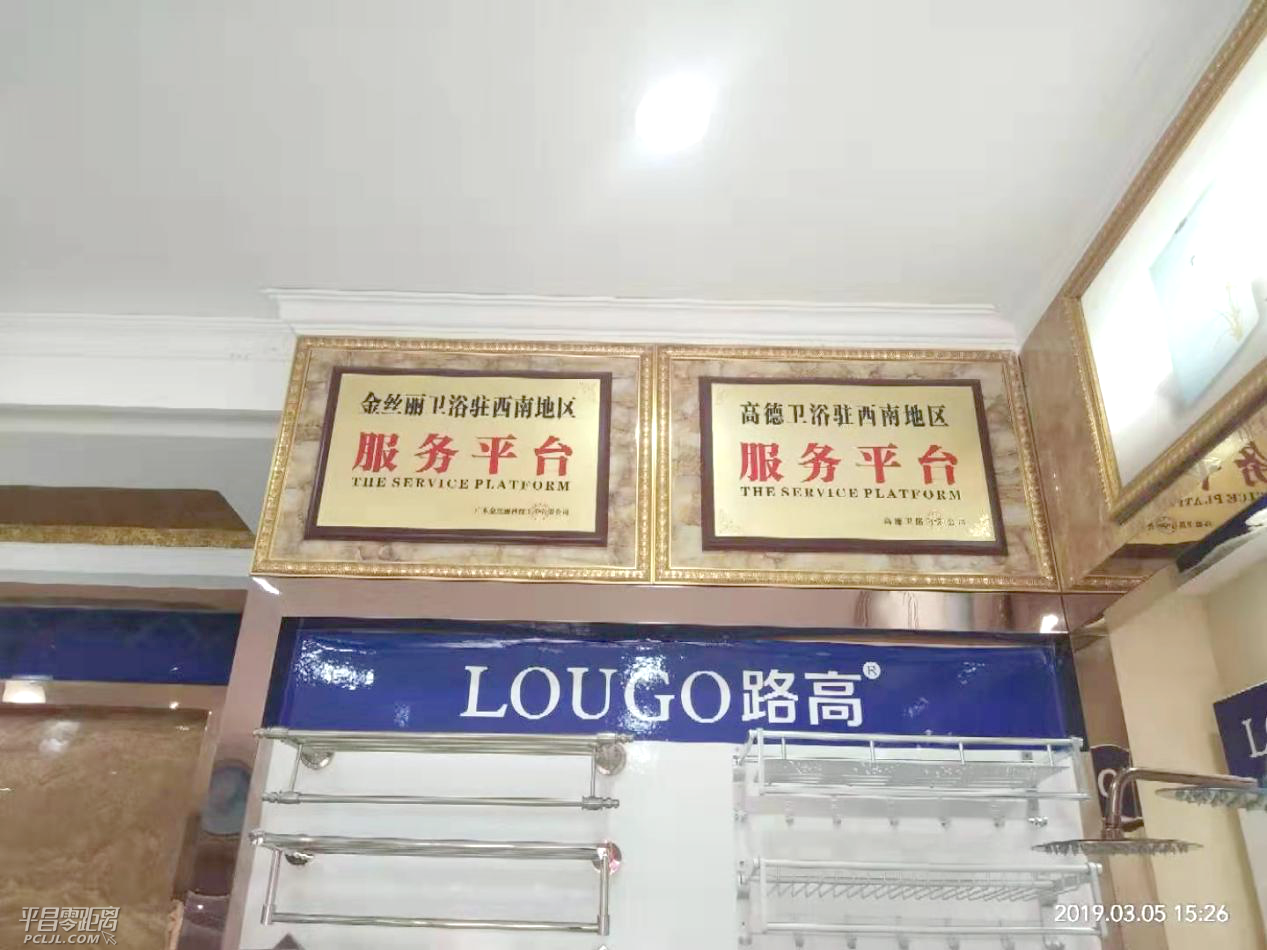 金丝丽卫浴驻西南地区
服务平台
THE SERVICE PLATFORM
高德卫浴驻西南地区
服务平台
THE SERVICE PLATFORM
LOUGO路高®
2019.03.05 15:26
平昌零距离
PCLJL.COM